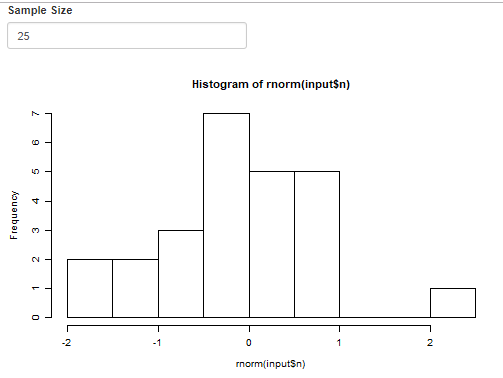 Sample Size
25
Histogram of rnorm(input$n)
Frequency
7
6
5
4
3
2
1
0
-2 -1 0 1 2
rnorm(input$n)